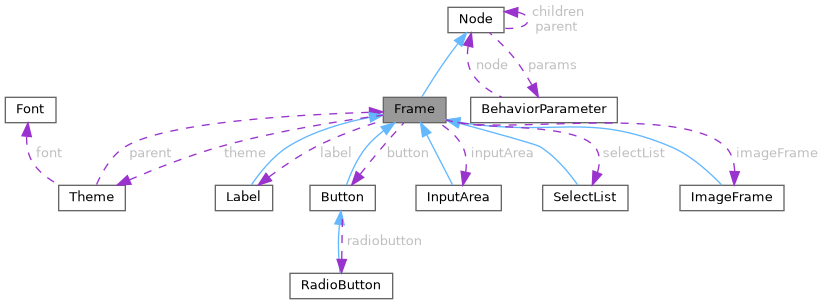 children
Node
parent
node
params
Font
Frame
BehaviorParameter
font
parent
theme
label
button
inputArea
selectList
imageFrame
Theme
Label
Button
InputArea
SelectList
ImageFrame
radiobutton
RadioButton